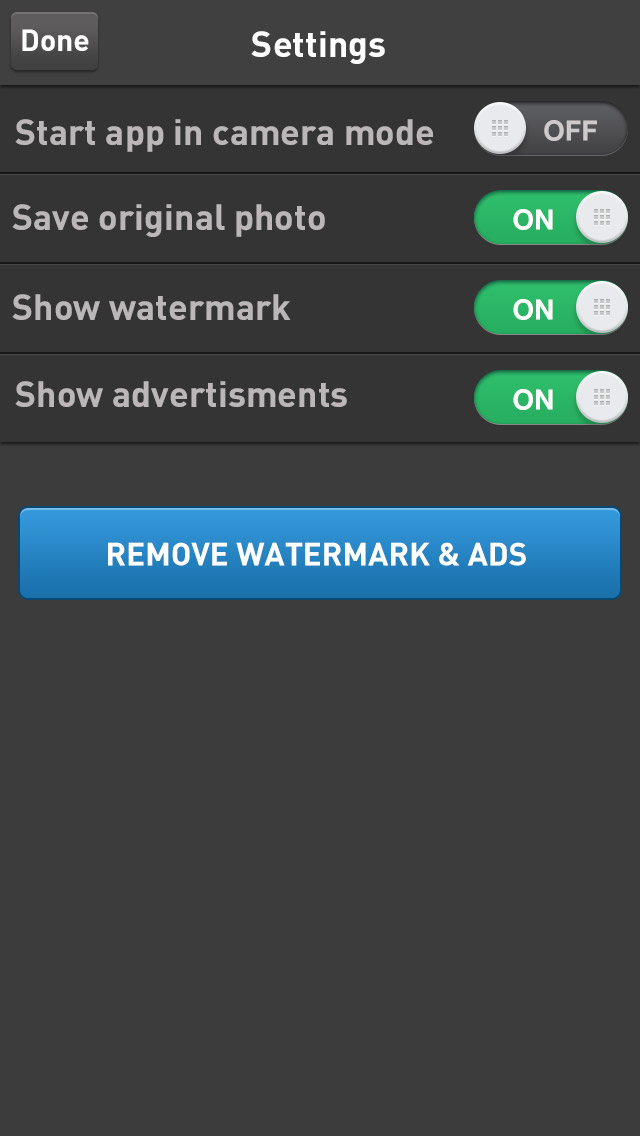 Done
Settings
Start app in camera mode
OFF
Save original photo
ON
Show watermark
ON
Show advertisments
ON
REMOVE WATERMARK & ADS